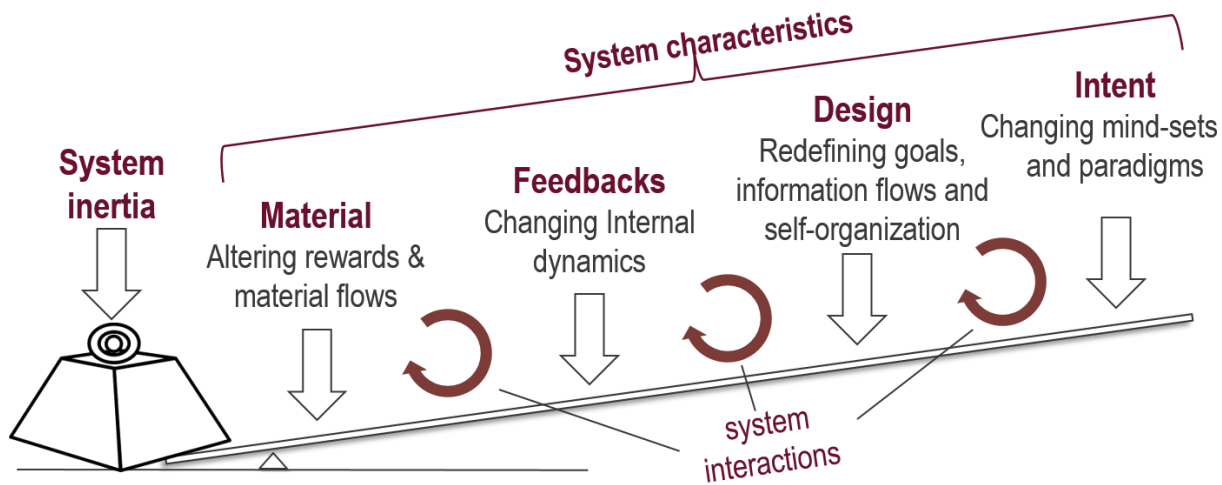 System characteristics
System
inertia
Material
Altering rewards &
material flows
Feedbacks
Changing Internal
dynamics
Design
Redefining goals,
information flows and
self-organization
Intent
Changing mind-sets
and paradigms
system
interactions